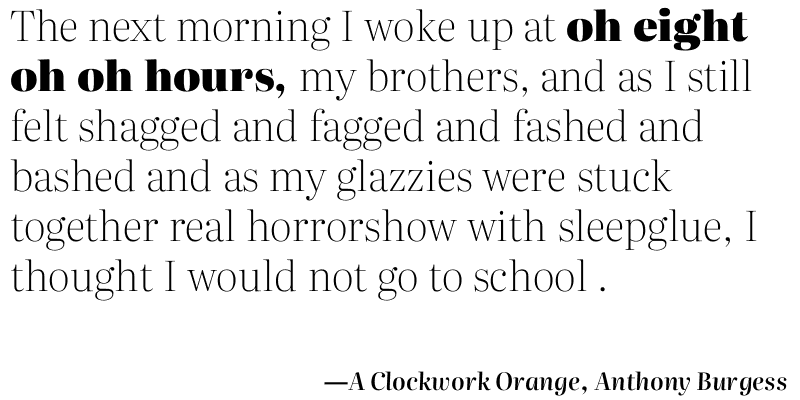 The next morning I woke up at oh eight
oh oh hours, my brothers, and as I still
felt shagged and fagged and fashed and
bashed and as my glazzies were stuck
together real horrorshow with sleepglue, I
thought I would not go to school .
—A Clockwork Orange, Anthony Burgess